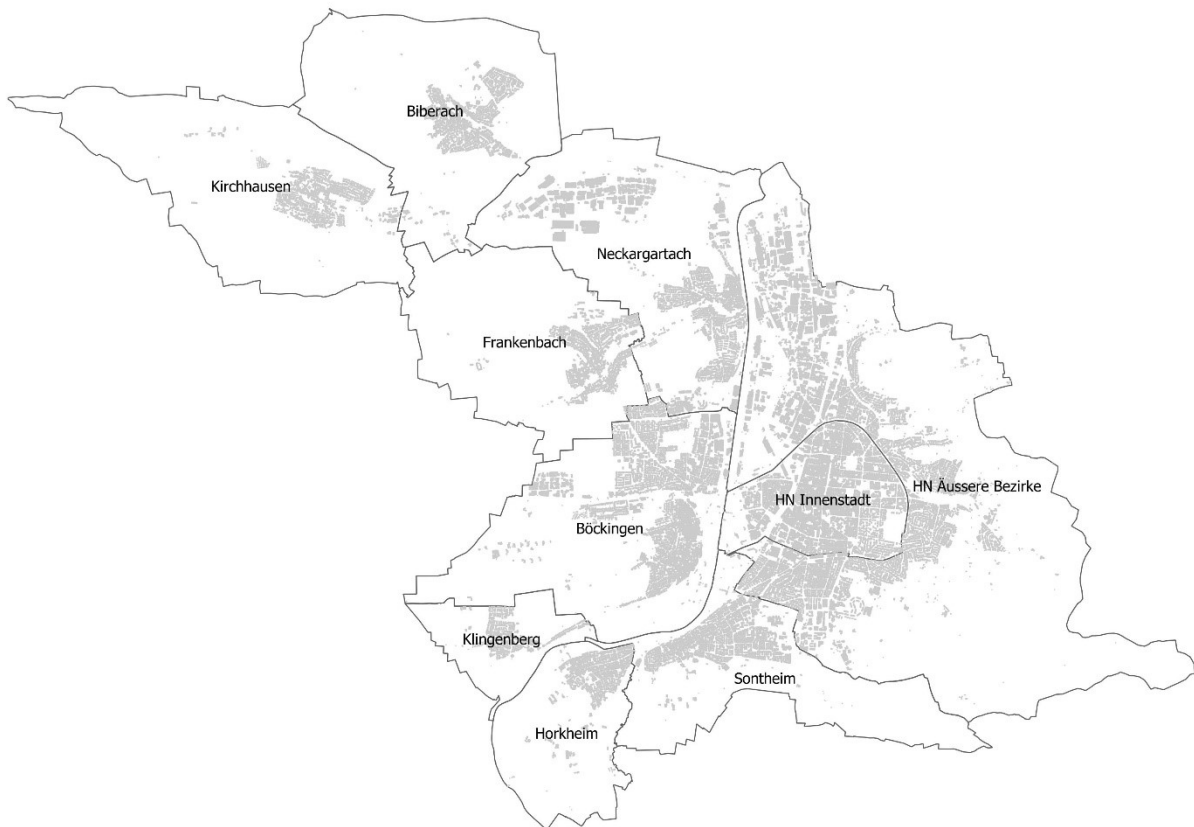 Biberach
Kirchhausen
Neckargartach
Frankenbach
HN Äussere Bezirke
HN Innenstadt
Böckingen
Klingenberg
Sontheim
Horkheim